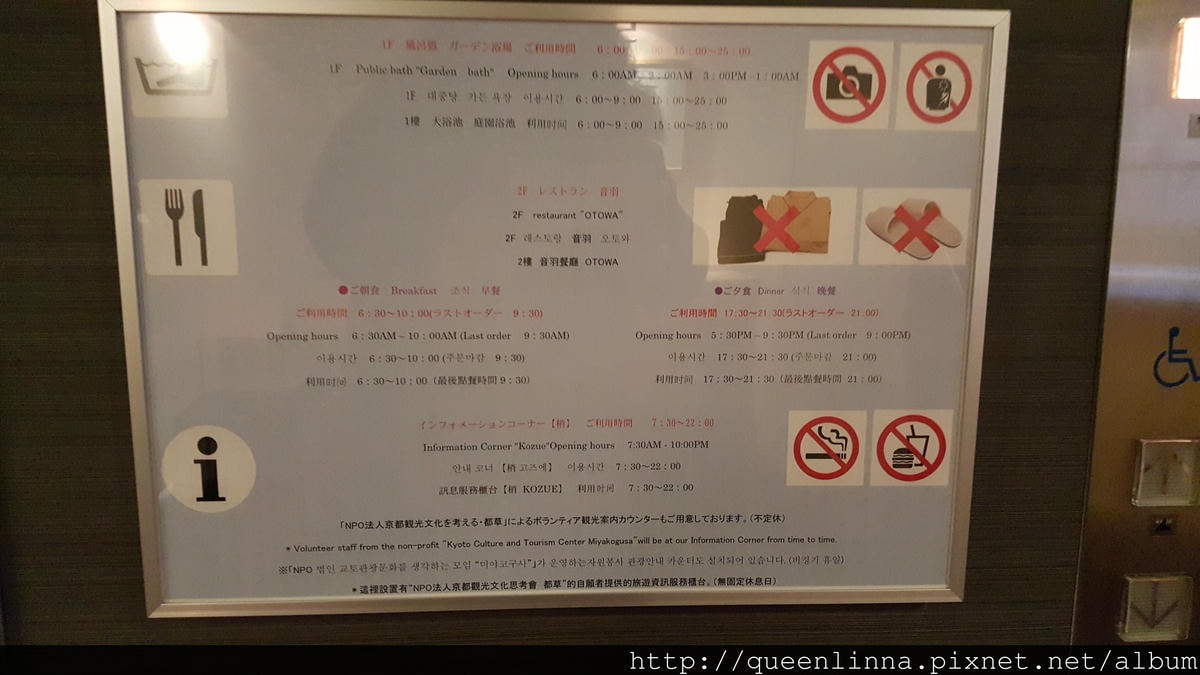 1F 風呂処 ガーデン浴場 ご利用時間 6：00 00 15：00～25：00
1F Public bath "Garden bath" Opening hours 6：00AM 9：00AM 3：00PM～1：00AM
1F 대중탕 가든 욕장 이용시간 6：00～9：00 15：00～25：00
1樓 大浴池 庭園浴池 利用时间 6：00～9：00 15：00～25：00
2F レストラン 音羽
2F restaurant "OTOWA"
2F 레스토랑 音羽 오토와
2樓 音羽餐廳 OTOWA
●ご朝食 Breakfast 조식 早餐
ご利用時間 6：30～10：00(ラストオーダー 9：30)
Opening hours 6：30AM～10：00AM (Last order 9：30AM)
이용시간 6：30～10：00 (주문마감 9：30)
利用时间 6：30～10：00 (最後點餐時間 9：30)
●ご夕食 Dinner 석식 晩餐
ご利用時間 17：30～21：30(ラストオーダー 21：00)
Opening hours 5：30PM～9：30PM (Last order 9：00PM)
이용시간 17：30～21：30 (주문마감 21：00)
利用时间 17：30～21：30 (最後點餐時間 21：00)
インフォメーションコーナー【梢】 ご利用時間 7：30～22：00
Information Corner "Kozue"Opening hours 7:30AM - 10:00PM
안내 코너 【梢 고즈에】 이용시간 7：30～22：00
訊息服務櫃台【梢 KOZUE】 利用时间 7：30～22：00
「NPO法人京都観光文化を考える・都草」によるボランティア観光案内カウンターもご用意しております。(不定休)
* Volunteer staff from the non-profit "Kyoto Culture and Tourism Center Miyakogusa"will be at our Information Corner from time to time.
※「NPO 법인 교토관광문화를 생각하는 모임 "미야코구사"」가 운영하는자원봉사 관광안내 카운터도 설치되어 있습니다. (비정기 휴일)
* 這裡設置有"NPO法人京都觀光文化思考會 都草"的自願者提供的旅遊資訊服務櫃台。(無固定休息日)
http://queenlinna.pixnet.net/album